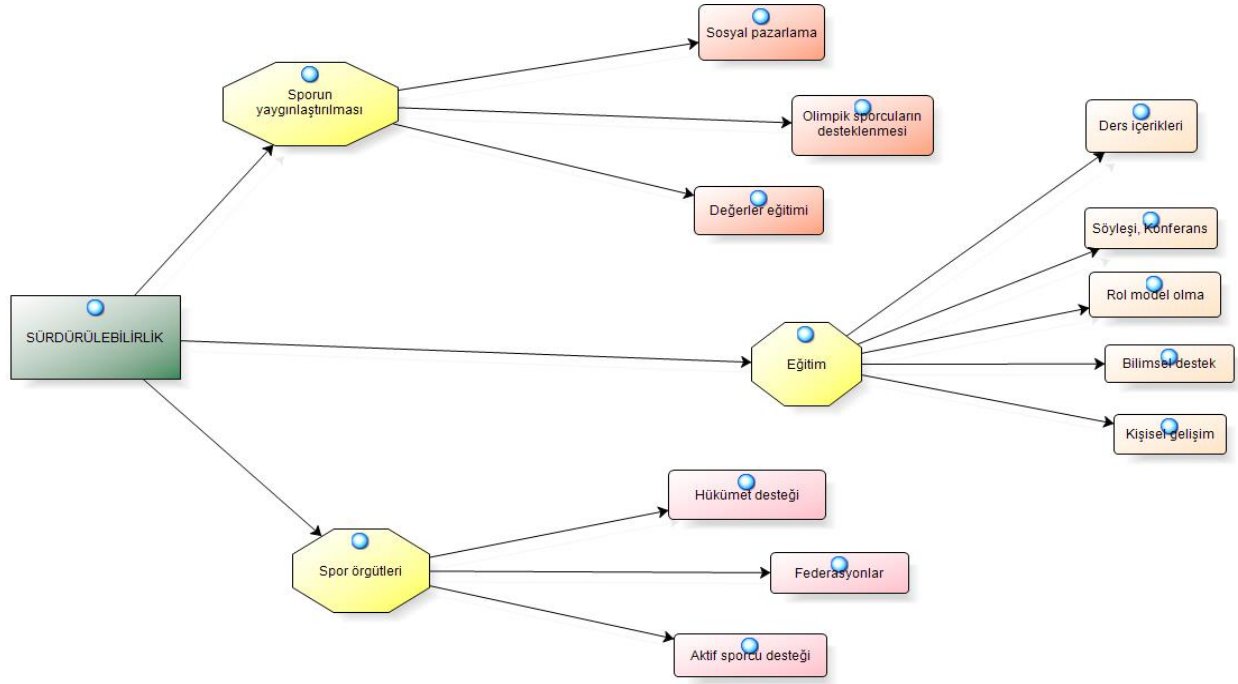 Sosyal pazarlama
Sporun
yaygınlaştırılması
Olimpik sporcuların
desteklenmesi
Değerler eğitimi
Ders içerikleri
Söyleşi, Konferans
Rol model olma
SÜRDÜRÜLEBİLİRLİK
Eğitim
Bilimsel destek
Kişisel gelişim
Hükümet desteği
Spor örgütleri
Federasyonlar
Aktif sporcu desteği